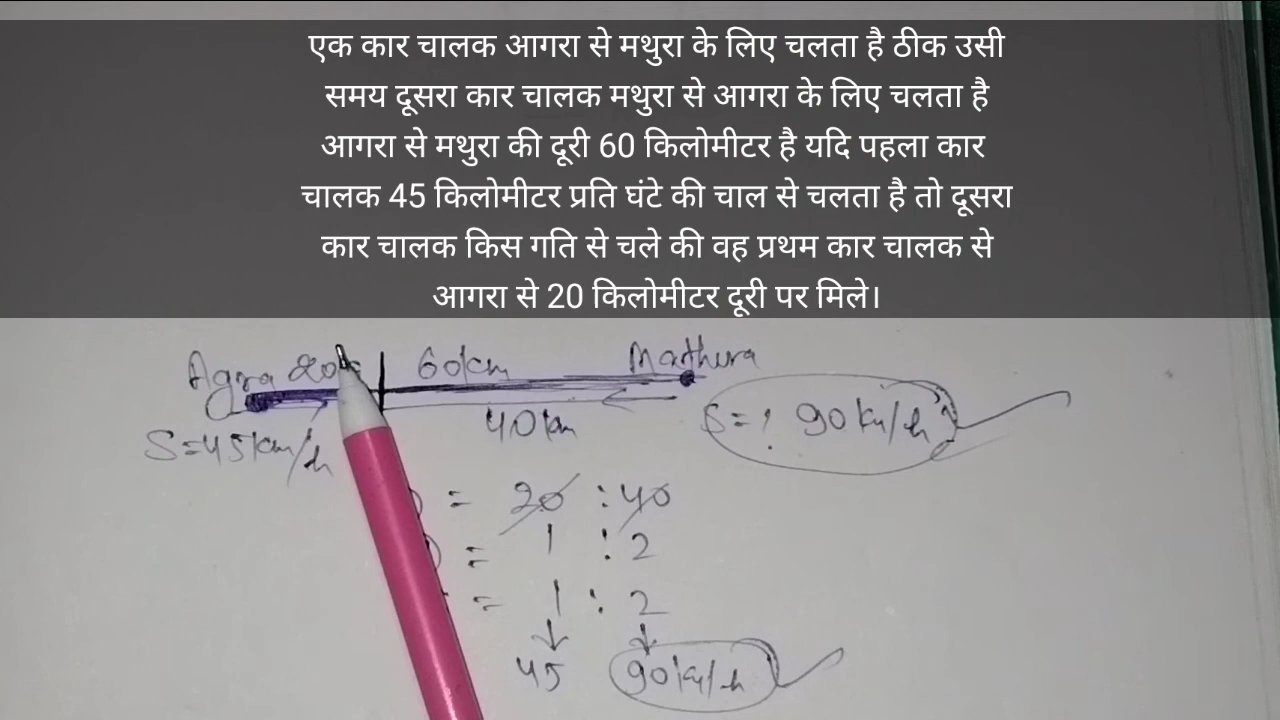 एक कार चालक आगरा से मथुरा के लिए चलता है ठीक उसी
समय दूसरा कार चालक मथुरा से आगरा के लिए चलता है
आगरा से मथुरा की दूरी 60 किलोमीटर है यदि पहला कार
चालक 45 किलोमीटर प्रति घंटे की चाल से चलता है तो दूसरा
कार चालक किस गति से चले की वह प्रथम कार चालक से
आगरा से 20 किलोमीटर दूरी पर मिले।
Agra 20 60km Mathura
S=45km/h 40km S=? 90km/h
= 20 : 40
= 1 : 2
= 1 : 2
45 90km/h